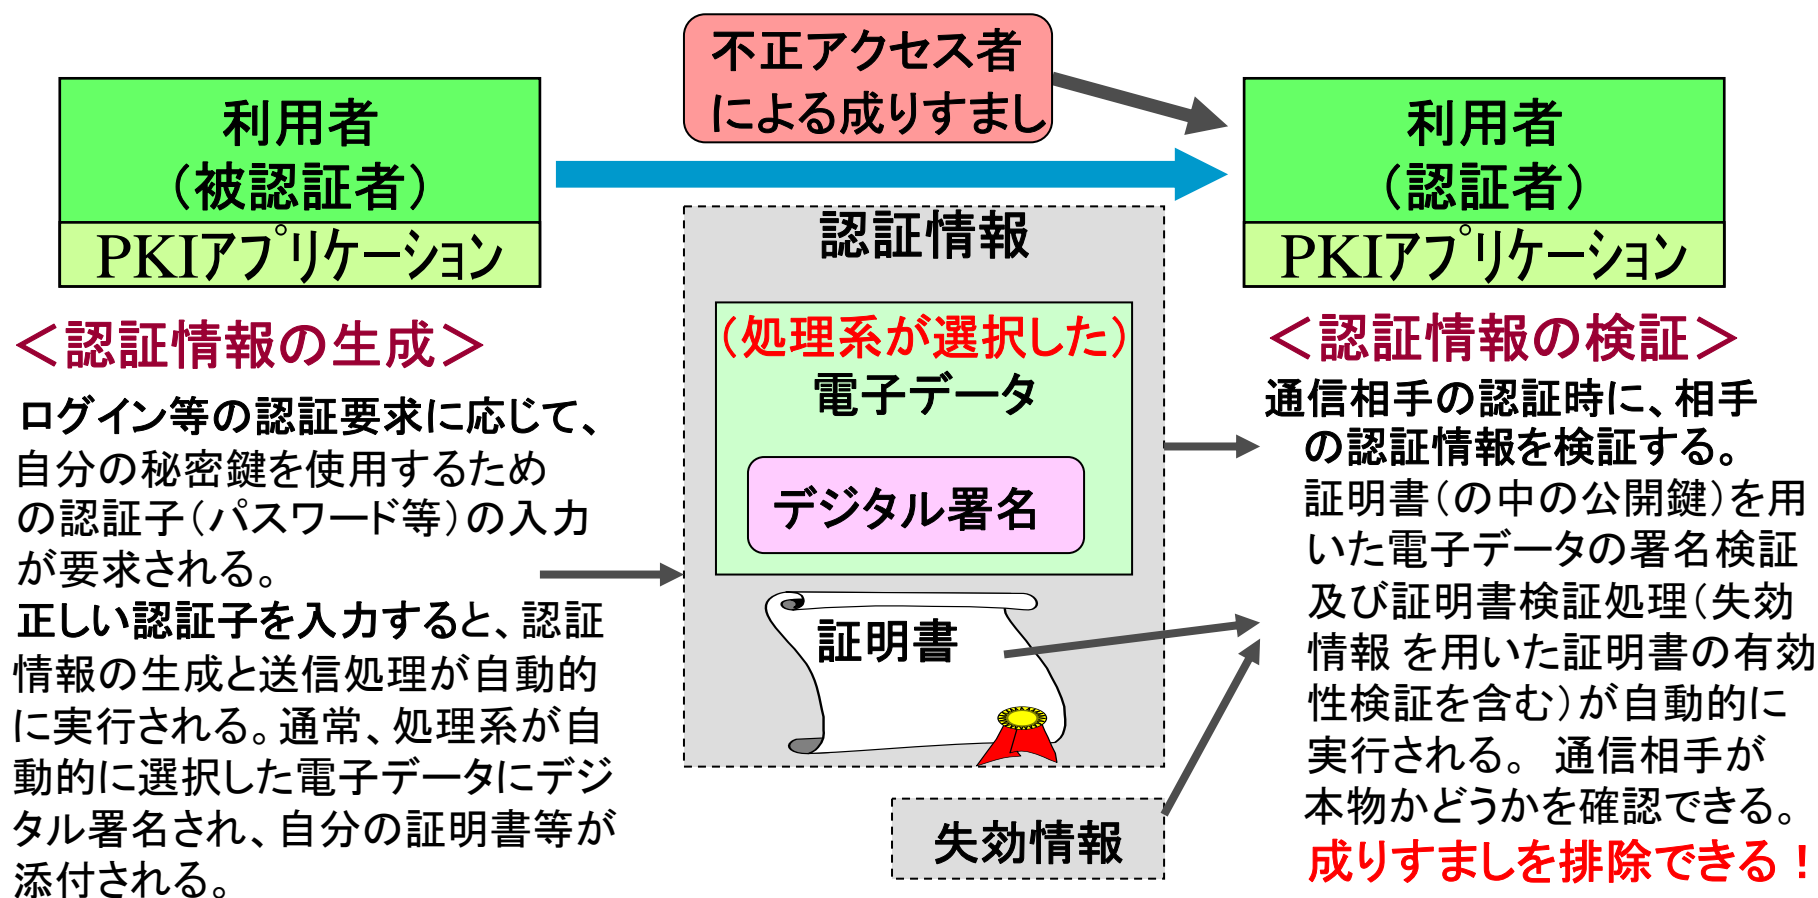 不正アクセス者
による成りすまし
利用者
（被認証者）
PKIアプリケーション
利用者
（認証者）
PKIアプリケーション
＜認証情報の生成＞
ログイン等の認証要求に応じて、
自分の秘密鍵を使用するため
の認証子（パスワード等）の入力
が要求される。
正しい認証子を入力すると、認証
情報の生成と送信処理が自動的
に実行される。通常、処理系が自
動的に選択した電子データにデジ
タル署名され、自分の証明書等が
添付される。
認証情報
（処理系が選択した）
電子データ
デジタル署名
証明書
失効情報
＜認証情報の検証＞
通信相手の認証時に、相手
の認証情報を検証する。
証明書（の中の公開鍵）を用
いた電子データの署名検証
及び証明書検証処理（失効
情報 を用いた証明書の有効
性検証を含む）が自動的に
実行される。 通信相手が
本物かどうかを確認できる。
成りすましを排除できる！